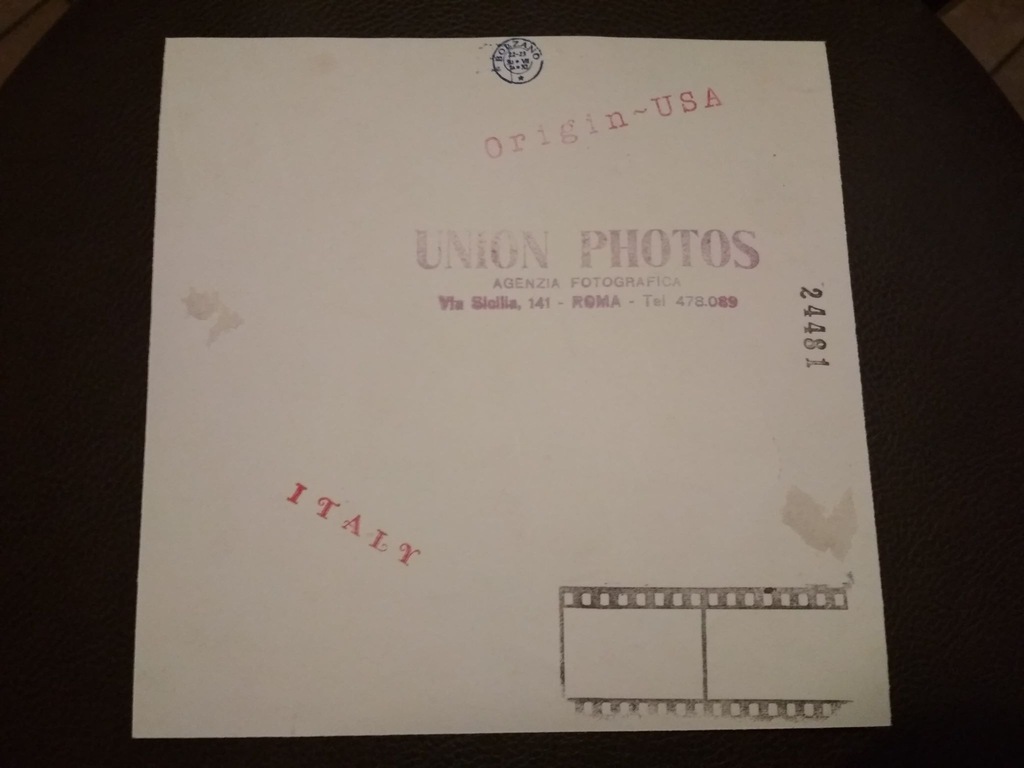 BOLZANO
Origin~USA
UNION PHOTOS
AGENZIA FOTOGRAFICA
Via Sicilia, 141 - ROMA - Tel 478.089
24481
ITALY